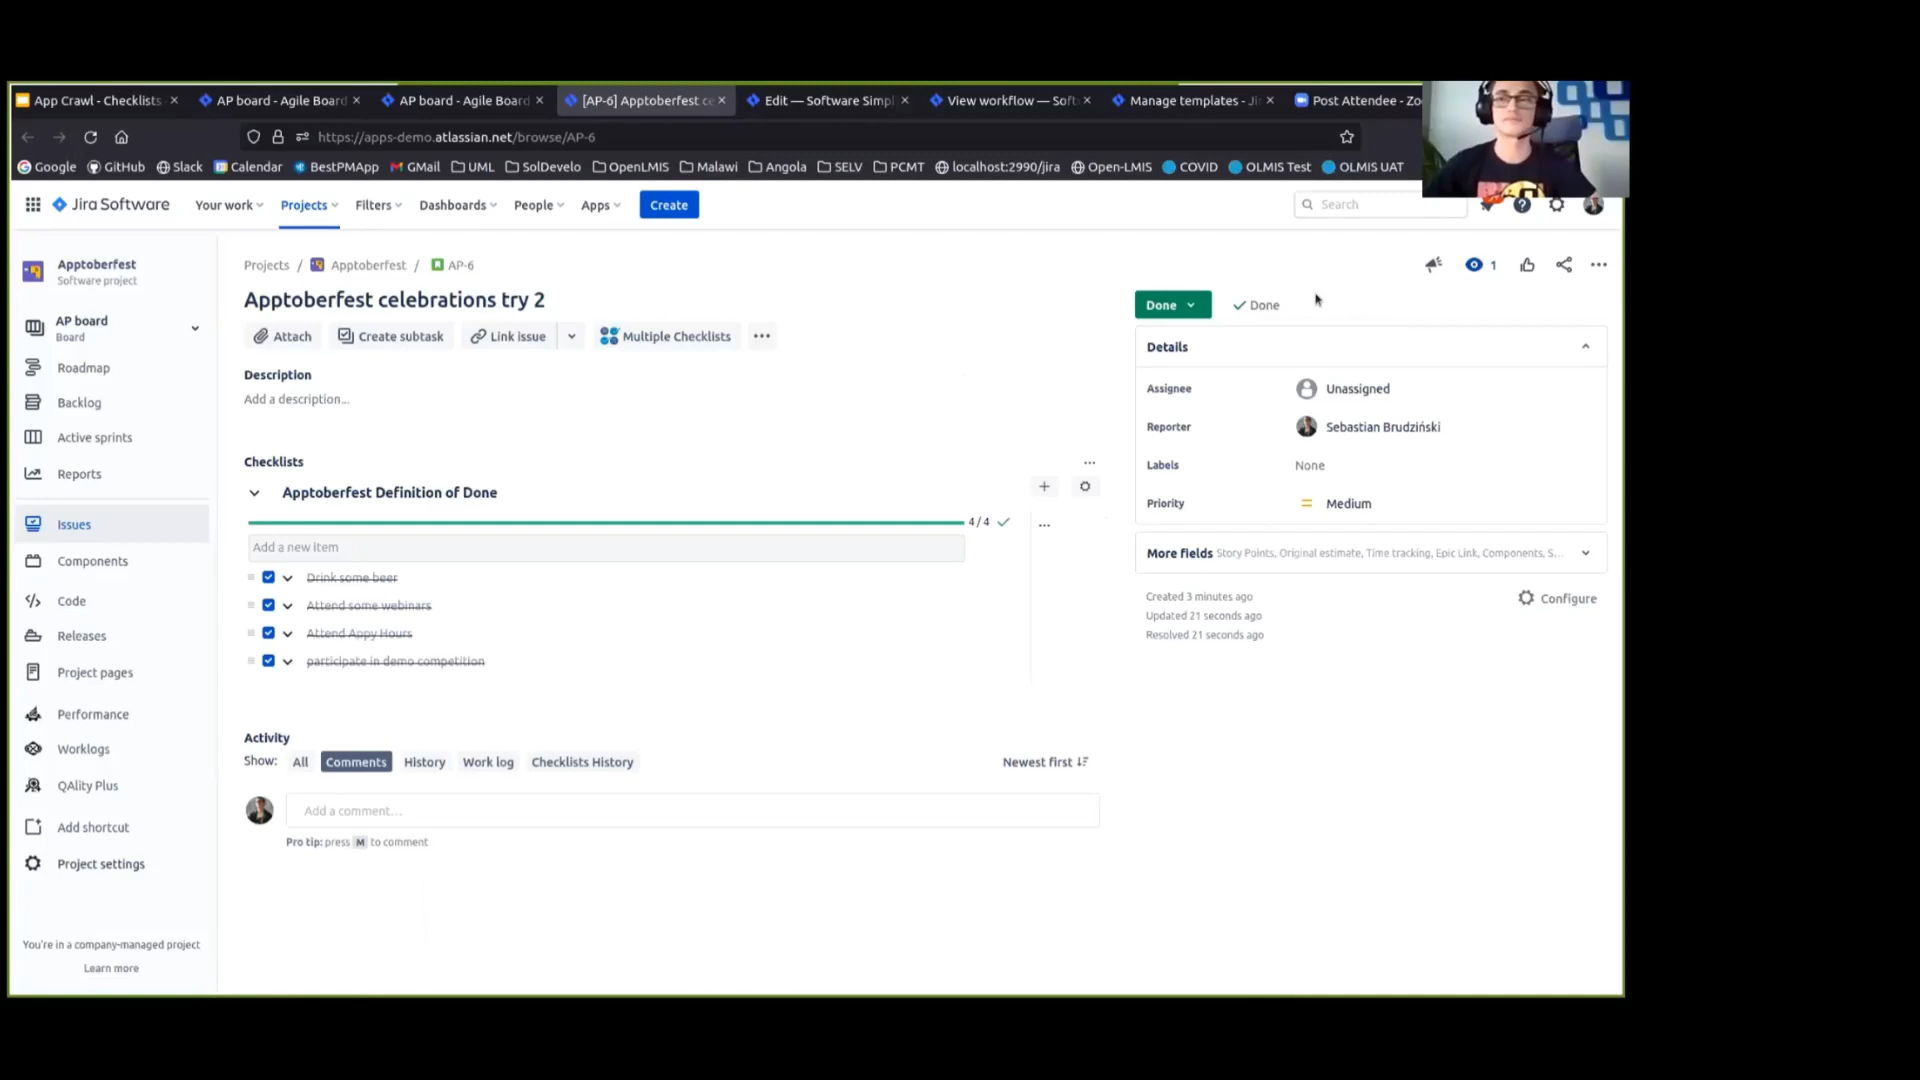 App Crawl - Checklists
AP board - Agile Board
AP board - Agile Board
[AP-6] Apptoberfest ce
Edit — Software Simpl
View workflow — Soft
Manage templates - Jir
Post Attendee - Zo
https://apps-demo.atlassian.net/browse/AP-6
Google GitHub Slack Calendar BestPMApp GMail UML SolDevelo OpenLMIS Malawi Angola SELV PCMT localhost:2990/jira Open-LMIS COVID OLMIS Test OLMIS UAT
Jira Software Your work Projects Filters Dashboards People Apps Create Search
Apptoberfest
Software project
AP board
Board
Roadmap
Backlog
Active sprints
Reports
Issues
Components
Code
Releases
Project pages
Performance
Worklogs
QAlity Plus
Add shortcut
Project settings
You're in a company-managed project
Learn more
Projects / Apptoberfest / AP-6
1
Apptoberfest celebrations try 2
Attach Create subtask Link issue Multiple Checklists
Description
Add a description...
Checklists
Apptoberfest Definition of Done
4/4
Add a new item
Drink some beer
Attend some webinars
Attend Appy Hours
participate in demo competition
Activity
Show: All Comments History Work log Checklists History Newest first
Add a comment...
Pro tip: press M to comment
Done Done
Details
Assignee Unassigned
Reporter Sebastian Brudziński
Labels None
Priority Medium
More fields Story Points, Original estimate, Time tracking, Epic Link, Components, S...
Created 3 minutes ago
Configure
Updated 21 seconds ago
Resolved 21 seconds ago